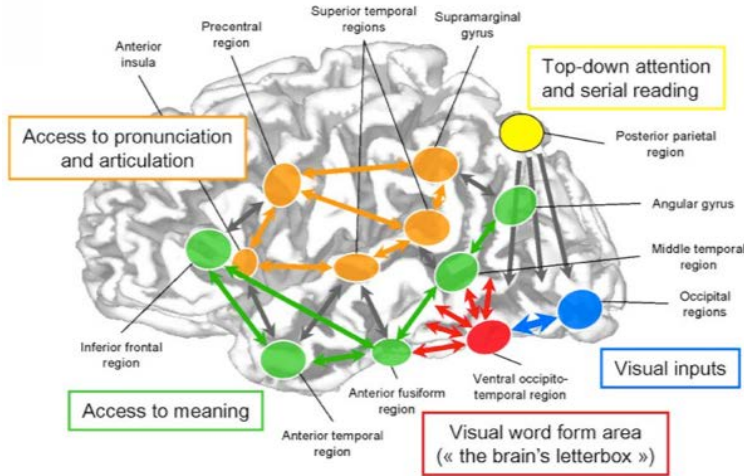 Superior temporal
regions
Supramarginal
gyrus
Precentral
region
Anterior
insula
Top-down attention
and serial reading
Access to pronunciation
and articulation
Posterior parietal
region
Angular gyrus
Middle temporal
region
Occipital
regions
Inferior frontal
region
Visual inputs
Ventral occipito-
temporal region
Anterior fusiform
region
Access to meaning
Anterior temporal
region
Visual word form area
(« the brain's letterbox »)